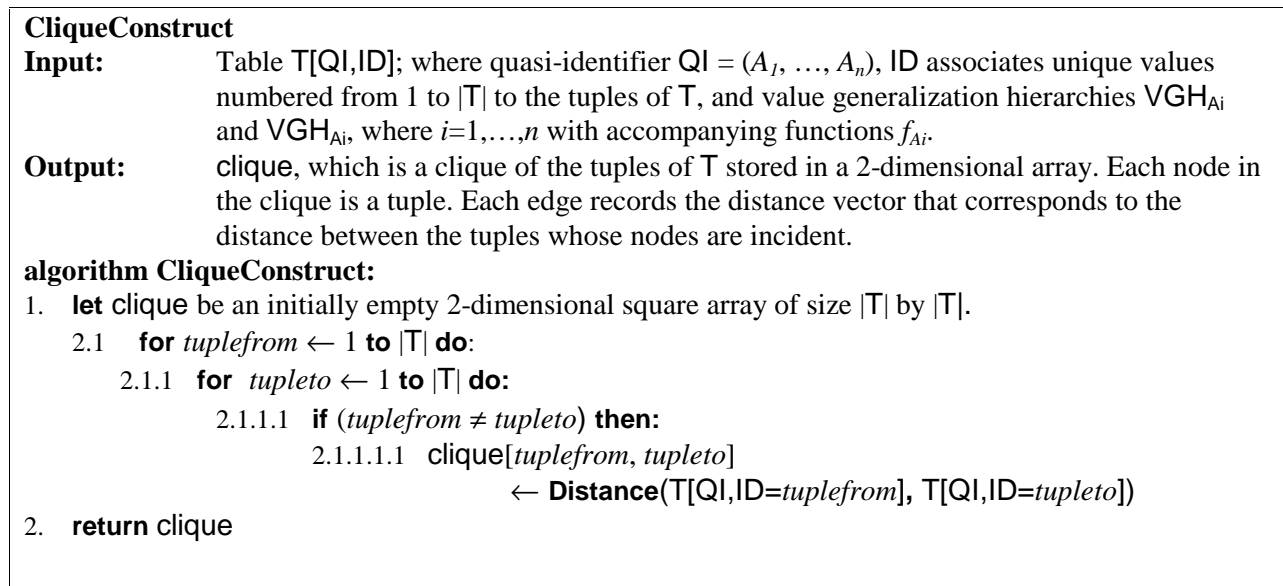 CliqueConstruct
Input: Table T[QI,ID]; where quasi-identifier QI = (A1, …, An), ID associates unique values
numbered from 1 to |T| to the tuples of T, and value generalization hierarchies VGHAi
and VGHAi, where i=1,…,n with accompanying functions fAi.
Output: clique, which is a clique of the tuples of T stored in a 2-dimensional array. Each node in
the clique is a tuple. Each edge records the distance vector that corresponds to the
distance between the tuples whose nodes are incident.
algorithm CliqueConstruct:
1. let clique be an initially empty 2-dimensional square array of size |T| by |T|.
2.1 for tuplefrom ← 1 to |T| do:
2.1.1 for tupleto ← 1 to |T| do:
2.1.1.1 if (tuplefrom ≠ tupleto) then:
2.1.1.1.1 clique[tuplefrom, tupleto]
← Distance(T[QI,ID=tuplefrom], T[QI,ID=tupleto])
2. return clique